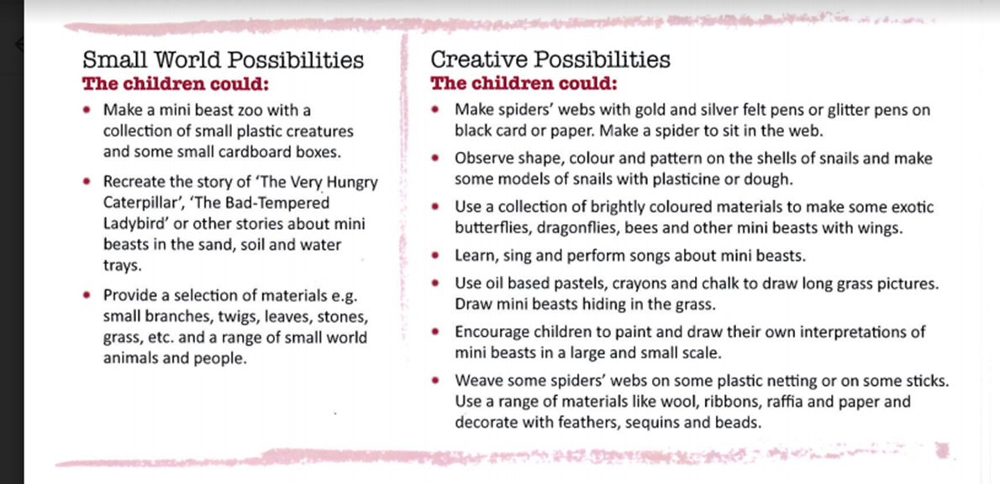 Small World Possibilities
The children could:
• Make a mini beast zoo with a
collection of small plastic creatures
and some small cardboard boxes.
• Recreate the story of ‘The Very Hungry
Caterpillar’, ‘The Bad-Tempered
Ladybird’ or other stories about mini
beasts in the sand, soil and water
trays.
• Provide a selection of materials e.g.
small branches, twigs, leaves, stones,
grass, etc. and a range of small world
animals and people.
Creative Possibilities
The children could:
• Make spiders’ webs with gold and silver felt pens or glitter pens on
black card or paper. Make a spider to sit in the web.
• Observe shape, colour and pattern on the shells of snails and make
some models of snails with plasticine or dough.
• Use a collection of brightly coloured materials to make some exotic
butterflies, dragonflies, bees and other mini beasts with wings.
• Learn, sing and perform songs about mini beasts.
• Use oil based pastels, crayons and chalk to draw long grass pictures.
Draw mini beasts hiding in the grass.
• Encourage children to paint and draw their own interpretations of
mini beasts in a large and small scale.
• Weave some spiders’ webs on some plastic netting or on some sticks.
Use a range of materials like wool, ribbons, raffia and paper and
decorate with feathers, sequins and beads.